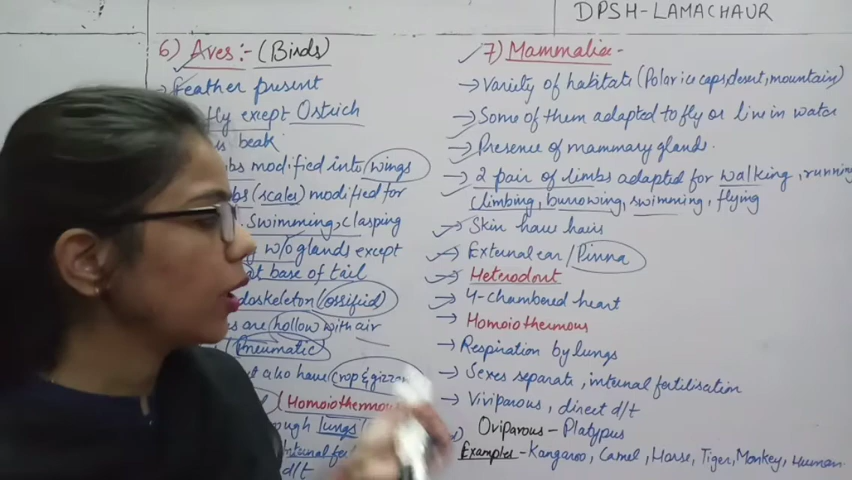 DPSH-LAMACHAUR
6) Aves:- (Birds)
Feather present
fly except Ostrich
beak
modified into wings
(scales) modified for
Swimming, clasping
w/o glands except
at base of tail
(ossified)
are hollow with air
(Pneumatic)
also have crop &
(Homoiothermous
lungs
d/t
7) Mammalia-
→ Variety of habitats (Polar ice caps, desert, mountain)
→ Some of them adapted to fly or live in water
→ Presence of mammary glands.
→ 2 pair of limbs adapted for walking, running
climbing, burrowing, swimming, flying
→ Skin have hairs
→ External ear / Pinna
→ Heterodont
→ 4-chambered heart
→ Homoiothermous
→ Respiration by lungs
→ Sexes separate, internal fertilisation
→ Viviparous, direct d/t
Oviparous - Platypus
Examples - Kangaroo, Camel, Horse, Tiger, Monkey, Human